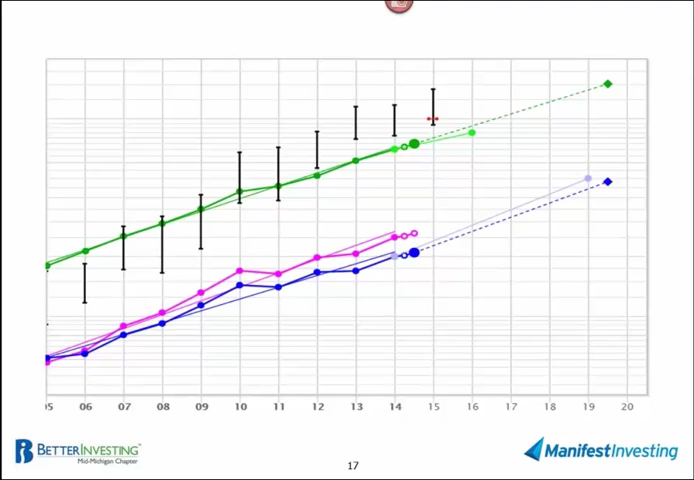 05 06 07 08 09 10 11 12 13 14 15 16 17 18 19 20
BETTERINVESTING™
Mid-Michigan Chapter
17
ManifestInvesting